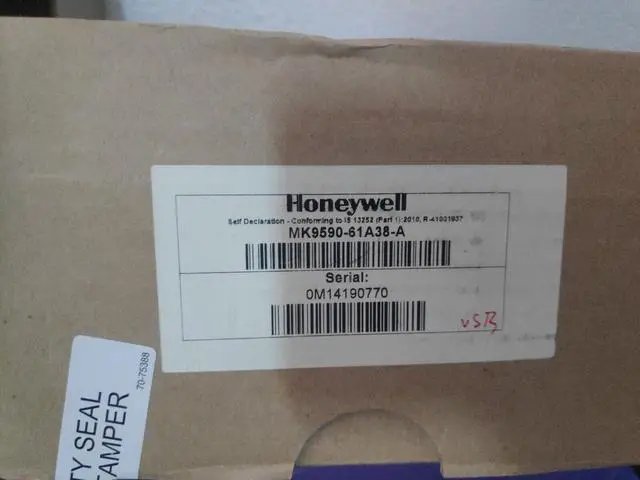 Honeywell
Self Declaration - Conforming to IS 13252 (Part 1):2010, R-41001937
MK9590-61A38-A
Serial:
0M14190770
USB
70-75388
TY SEAL
TAMPER